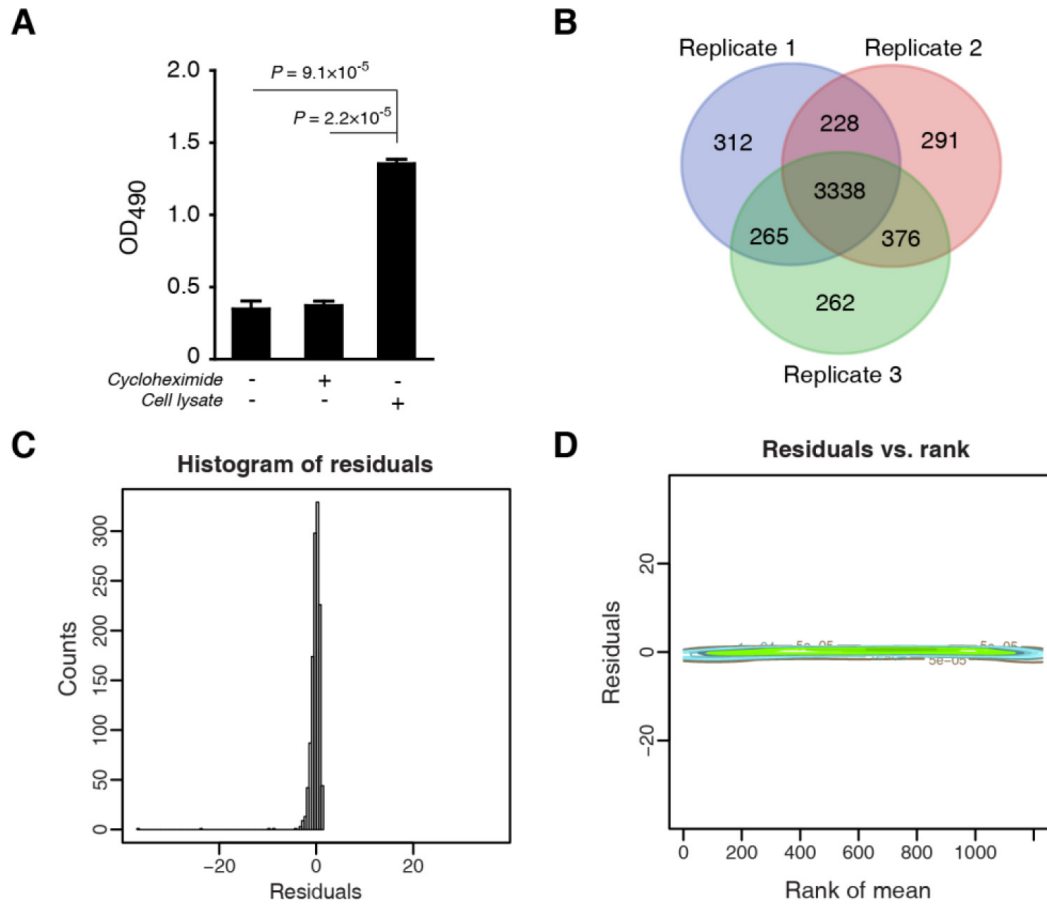 A
2.0
1.5
1.0
0.5
0
OD490
P = 9.1×10-5
P = 2.2×10-5
Cycloheximide - + -
Cell lysate - - +
B
Replicate 1 Replicate 2
312 228 291
3338
265 376
262
Replicate 3
C
Histogram of residuals
Counts
300
250
200
150
100
50
0
−20 0 20
Residuals
D
Residuals vs. rank
Residuals
20
0
−20
5e−05
5e−05
5e−05
0 200 400 600 800 1000
Rank of mean